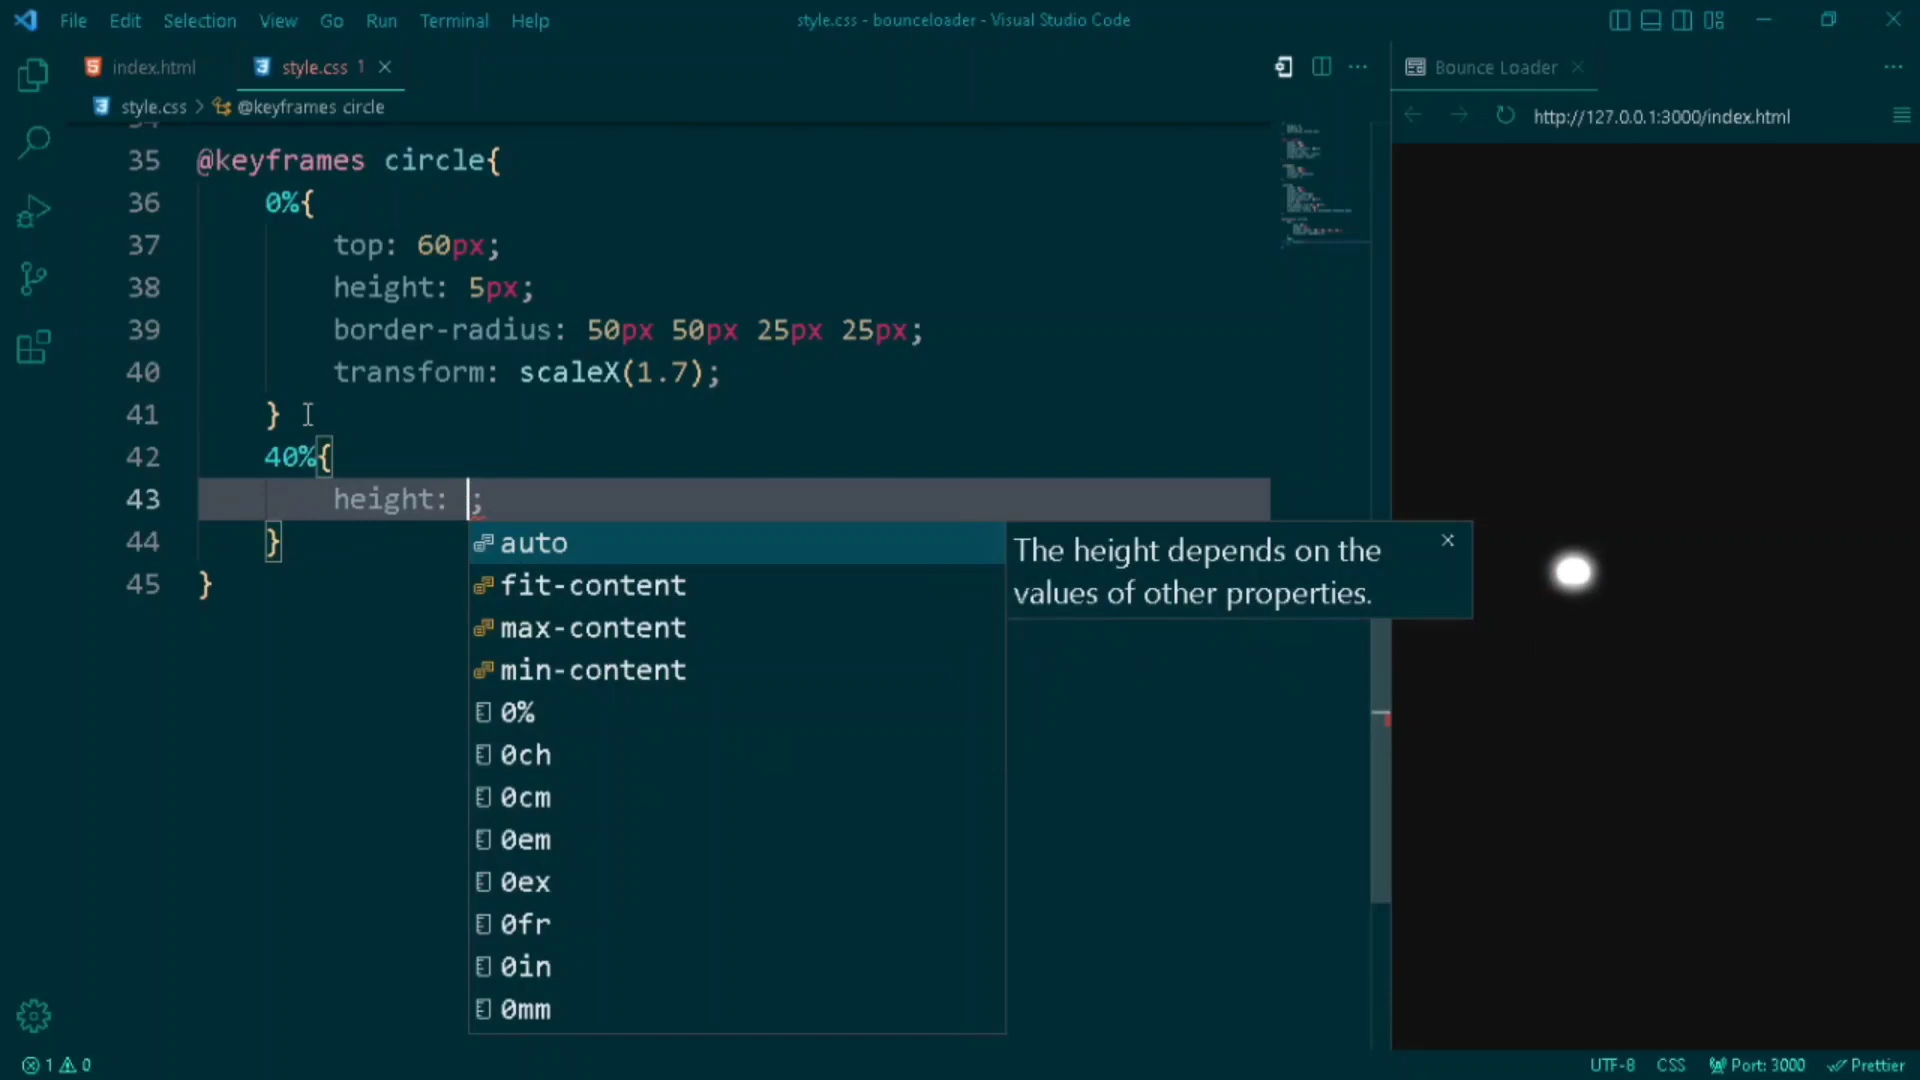 File Edit Selection View Go Run Terminal Help
style.css - bounceloader - Visual Studio Code
index.html
style.css 1
Bounce Loader
style.css > @keyframes circle
http://127.0.0.1:3000/index.html
35 @keyframes circle{
36 0%{
37 top: 60px;
38 height: 5px;
39 border-radius: 50px 50px 25px 25px;
40 transform: scaleX(1.7);
41 }
42 40%{
43 height: ;
44 }
45 }
auto
fit-content
max-content
min-content
0%
0ch
0cm
0em
0ex
0fr
0in
0mm
The height depends on the
values of other properties.
1 0
UTF-8 CSS Port: 3000 Prettier